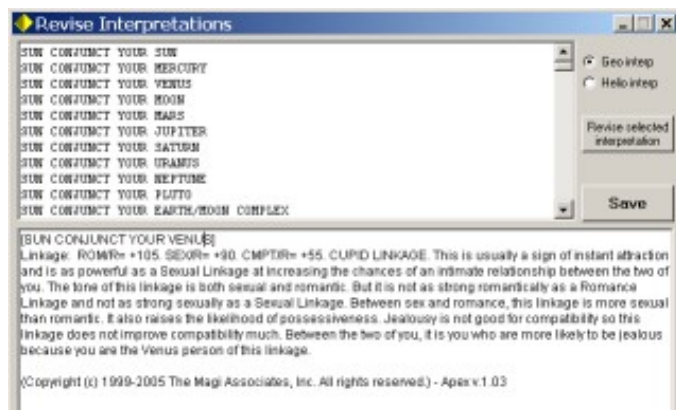 Revise Interpretations
SUN CONJUNCT YOUR SUN
SUN CONJUNCT YOUR MERCURY
SUN CONJUNCT YOUR VENUS
SUN CONJUNCT YOUR MOON
SUN CONJUNCT YOUR MARS
SUN CONJUNCT YOUR JUPITER
SUN CONJUNCT YOUR SATURN
SUN CONJUNCT YOUR URANUS
SUN CONJUNCT YOUR NEPTUNE
SUN CONJUNCT YOUR PLUTO
SUN CONJUNCT YOUR EARTH/MOON COMPLEX
Geo interp
Helio interp
Revise selected
interpretation
Save
[SUN CONJUNCT YOUR VENUS]
Linkage: ROM/R= +105. SEX/R= +90. CMPT/R= +55. CUPID LINKAGE. This is usually a sign of instant attraction
and is as powerful as a Sexual Linkage at increasing the chances of an intimate relationship between the two of
you. The tone of this linkage is both sexual and romantic. But it is not as strong romantically as a Romance
Linkage and not as strong sexually as a Sexual Linkage. Between sex and romance, this linkage is more sexual
than romantic. It also raises the likelihood of possessiveness. Jealousy is not good for compatibility so this
linkage does not improve compatibility much. Between the two of you, it is you who are more likely to be jealous
because you are the Venus person of this linkage.
(Copyright (c) 1999-2005 The Magi Associates, Inc. All rights reserved.) - Apex v.1.03